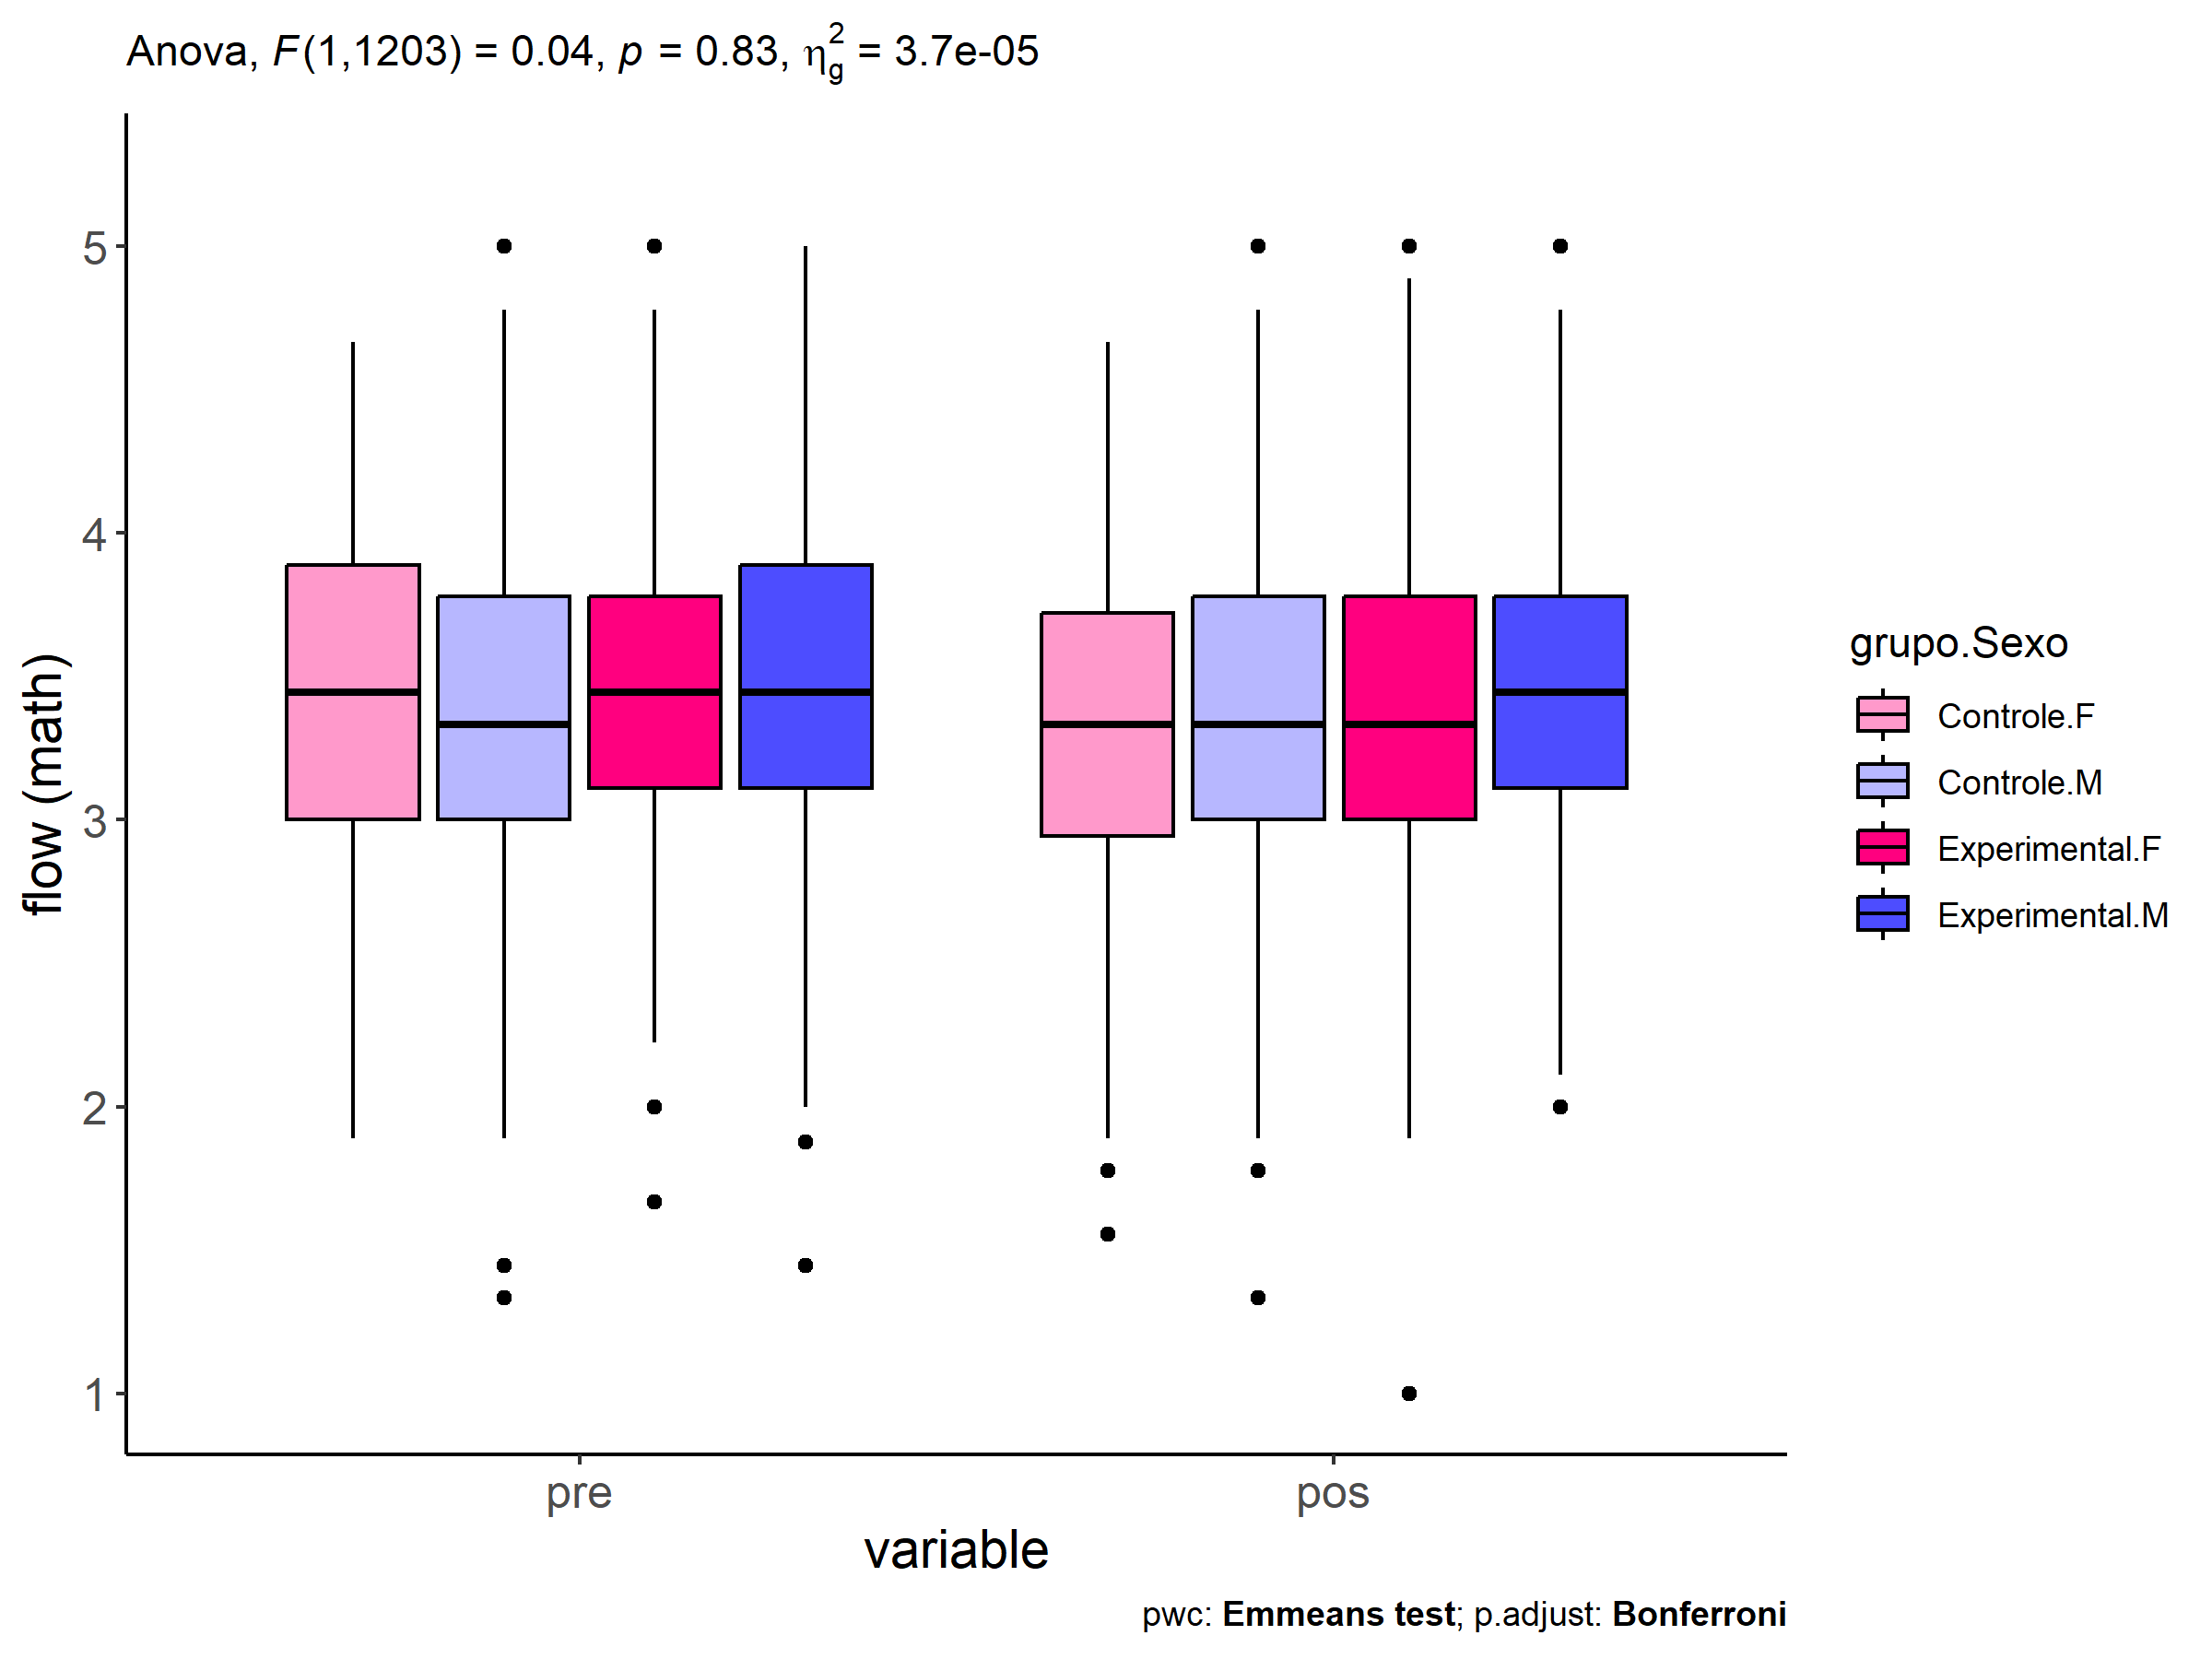 Anova, F(1,1203) = 0.04, p = 0.83, η²g = 3.7e-05
5
4
3
2
1
flow (math)
pre
pos
variable
grupo.Sexo
Controle.F
Controle.M
Experimental.F
Experimental.M
pwc: Emmeans test; p.adjust: Bonferroni